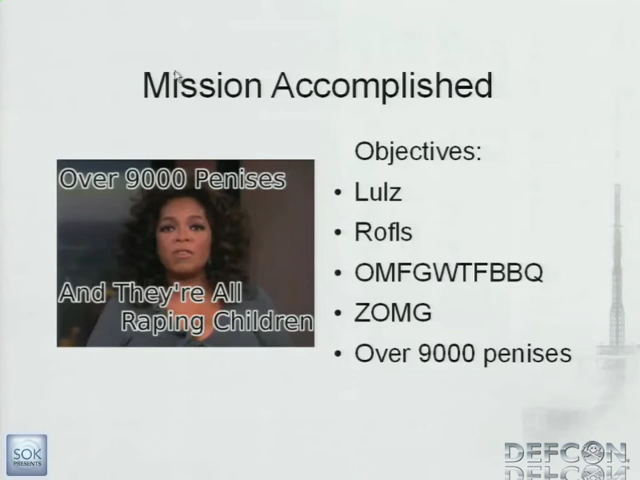 Mission Accomplished
Over 9000 Penises
And They're All
Raping Children
Objectives:
• Lulz
• Rofls
• OMFGWTFBBQ
• ZOMG
• Over 9000 penises
SOK
PRESENTS
DEFCON